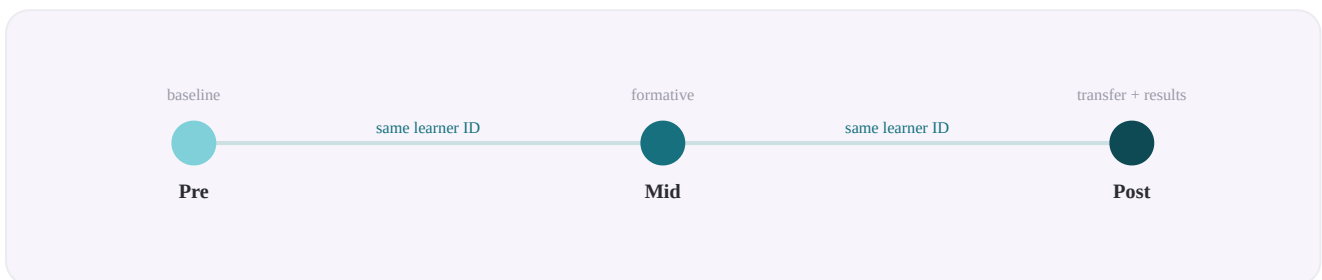 baseline
formative
transfer + results
same learner ID
same learner ID
Pre
Mid
Post